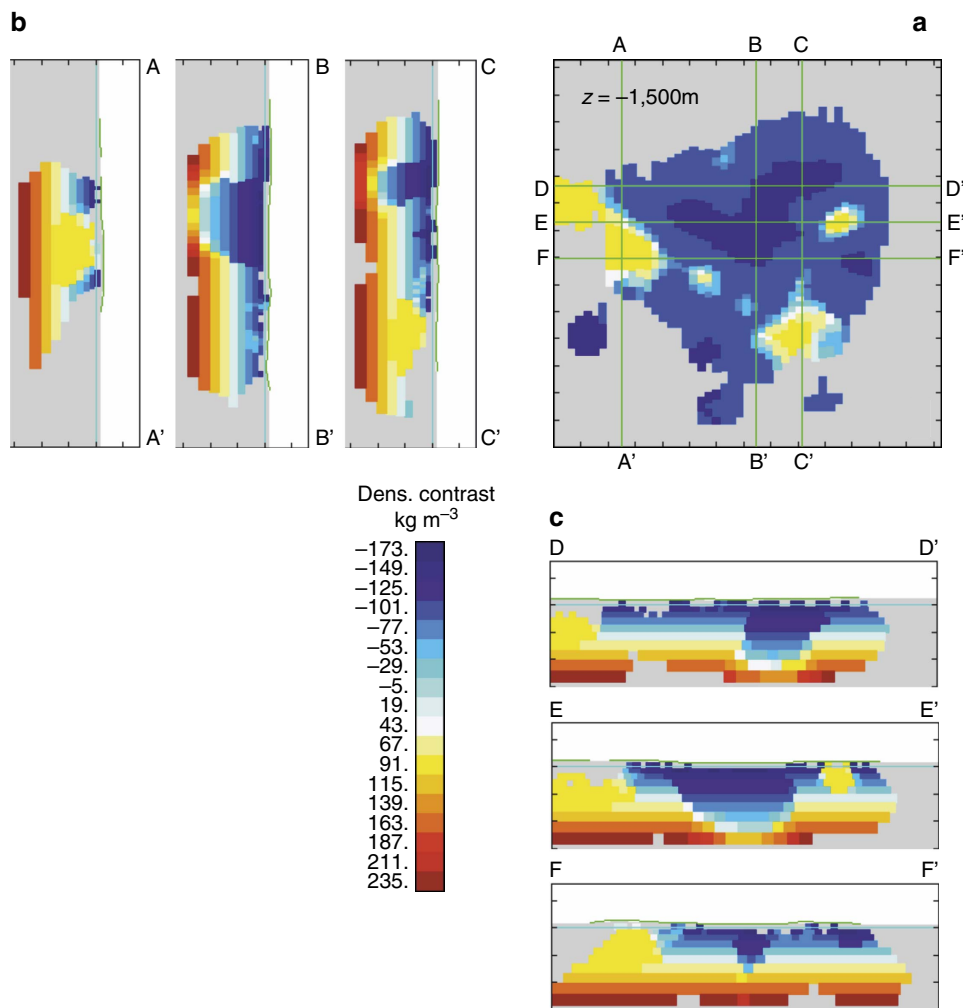 b
A
B
C
A'
B'
C'
a
A B C
z = –1,500m
D D'
E E'
F F'
A' B' C'
Dens. contrast
kg m⁻³
–173.
–149.
–125.
–101.
–77.
–53.
–29.
–5.
19.
43.
67.
91.
115.
139.
163.
187.
211.
235.
c
D D'
E E'
F F'